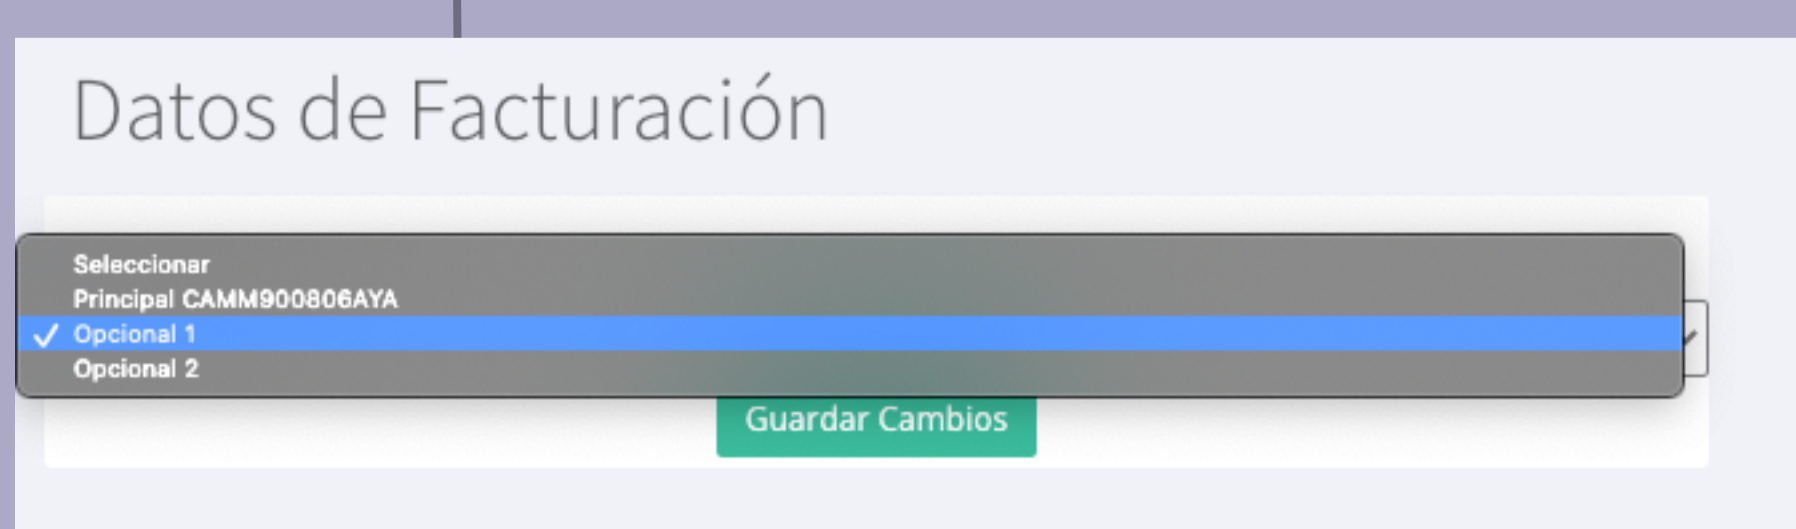 Datos de Facturación
Seleccionar
Principal CAMM900806AYA
Opcional 1
Opcional 2
Guardar Cambios